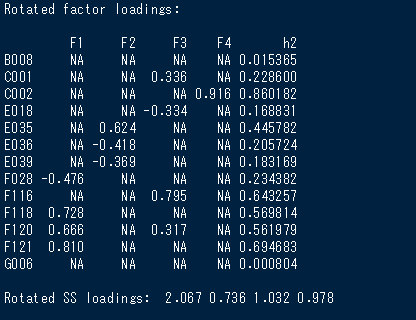 Rotated factor loadings:
F1 F2 F3 F4 h2
B008 NA NA NA NA 0.015365
C001 NA NA 0.336 NA 0.228600
C002 NA NA NA 0.916 0.860182
E018 NA NA -0.334 NA 0.168831
E035 NA 0.624 NA NA 0.445782
E036 NA -0.418 NA NA 0.205724
E039 NA -0.369 NA NA 0.183169
F028 -0.476 NA NA NA 0.234382
F116 NA NA 0.795 NA 0.643257
F118 0.728 NA NA NA 0.569814
F120 0.666 NA 0.317 NA 0.561979
F121 0.810 NA NA NA 0.694683
G006 NA NA NA NA 0.000804
Rotated SS loadings: 2.067 0.736 1.032 0.978